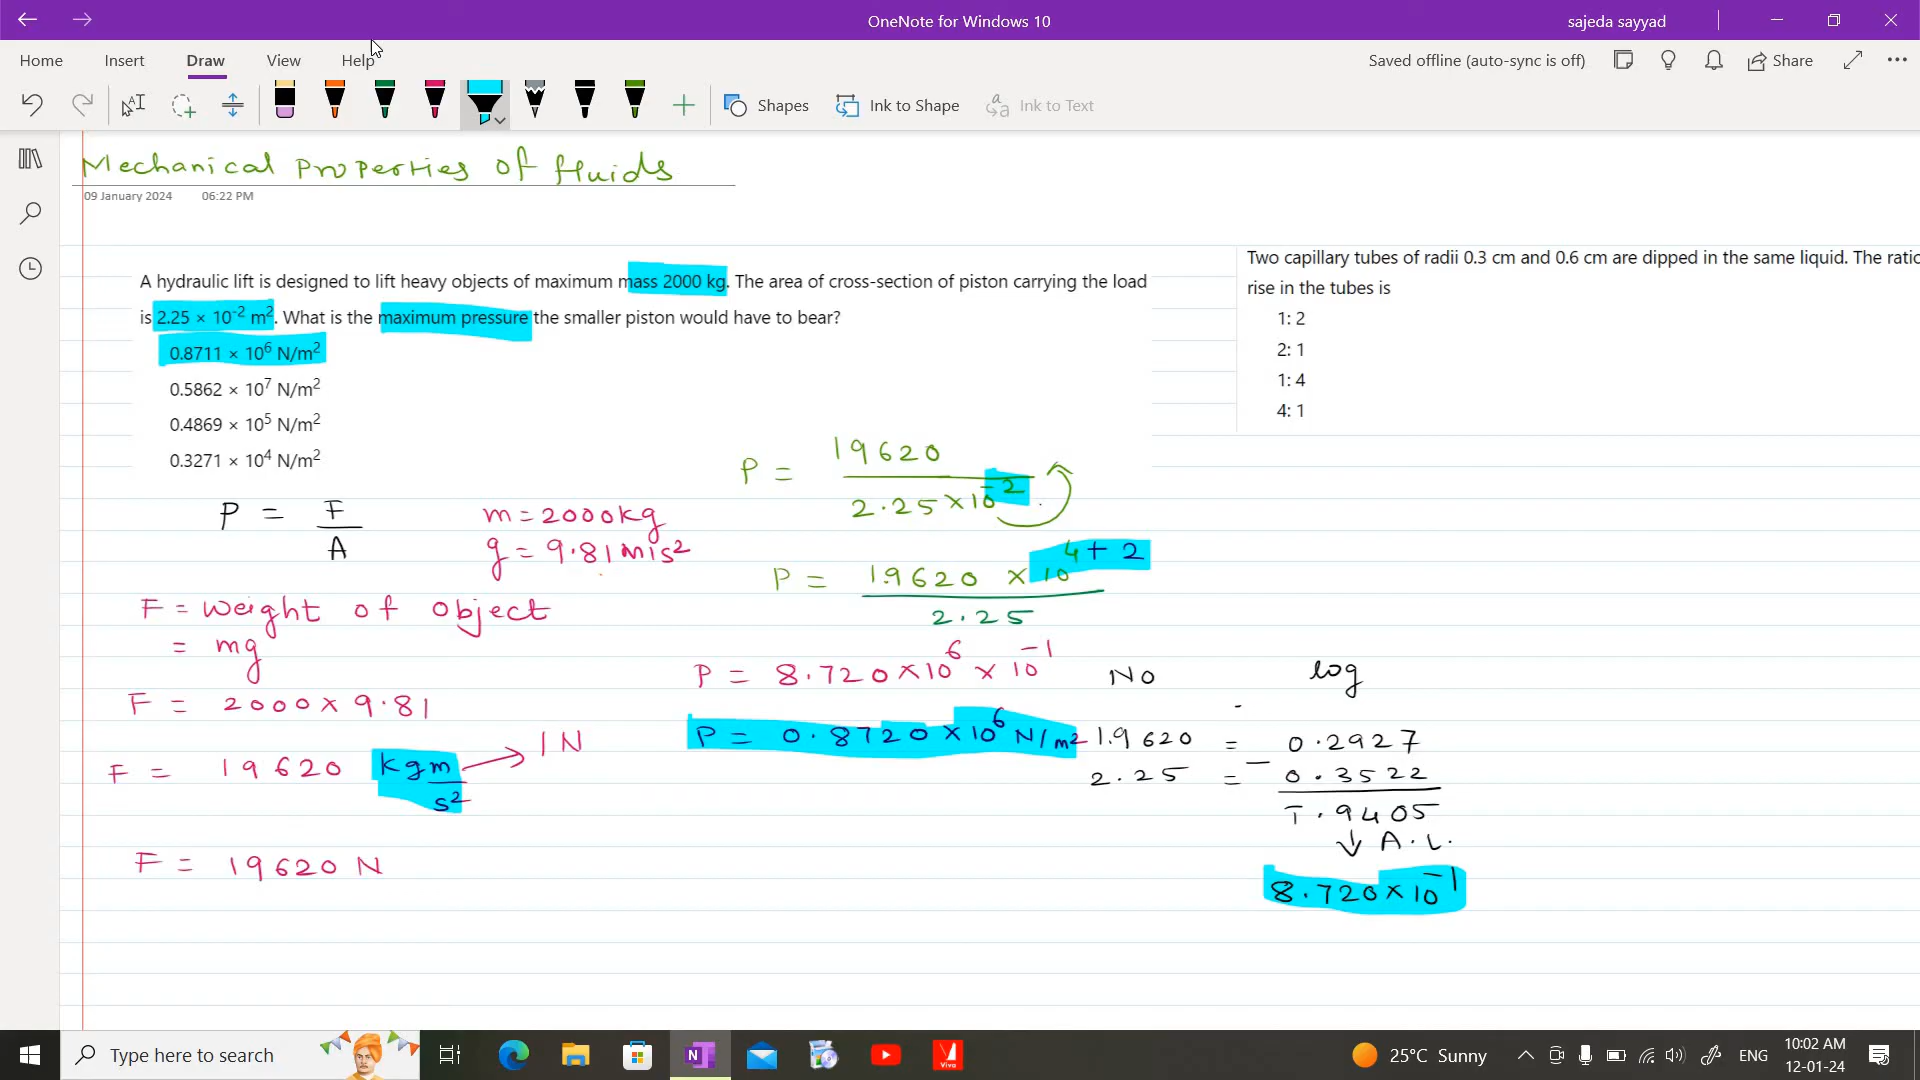 OneNote for Windows 10
sajeda sayyad
Home Insert Draw View Help
Saved offline (auto-sync is off) Share
Shapes Ink to Shape Ink to Text
Mechanical Properties of fluids
09 January 2024 06:22 PM
A hydraulic lift is designed to lift heavy objects of maximum mass 2000 kg. The area of cross-section of piston carrying the load
is 2.25 × 10⁻² m². What is the maximum pressure the smaller piston would have to bear?
0.8711 × 10⁶ N/m²
0.5862 × 10⁷ N/m²
0.4869 × 10⁵ N/m²
0.3271 × 10⁴ N/m²
Two capillary tubes of radii 0.3 cm and 0.6 cm are dipped in the same liquid. The ratio
rise in the tubes is
1: 2
2: 1
1: 4
4: 1
P = F / A
m = 2000kg
g = 9.81 m/s²
F = weight of object
= mg
F = 2000 × 9.81
F = 19620 kgm / s² → 1 N
F = 19620 N
P = 19620 / 2.25 × 10⁻²
P = 1.9620 × 10⁴⁺² / 2.25
P = 8.720 × 10⁶ × 10⁻¹
P = 0.8720 × 10⁶ N/m²
No log
1.9620 = 0.2927
2.25 = − 0.3522
1̄.9405
↓ A.L.
8.720 × 10⁻¹
Type here to search
Viva
25°C Sunny
ENG
10:02 AM
12-01-24